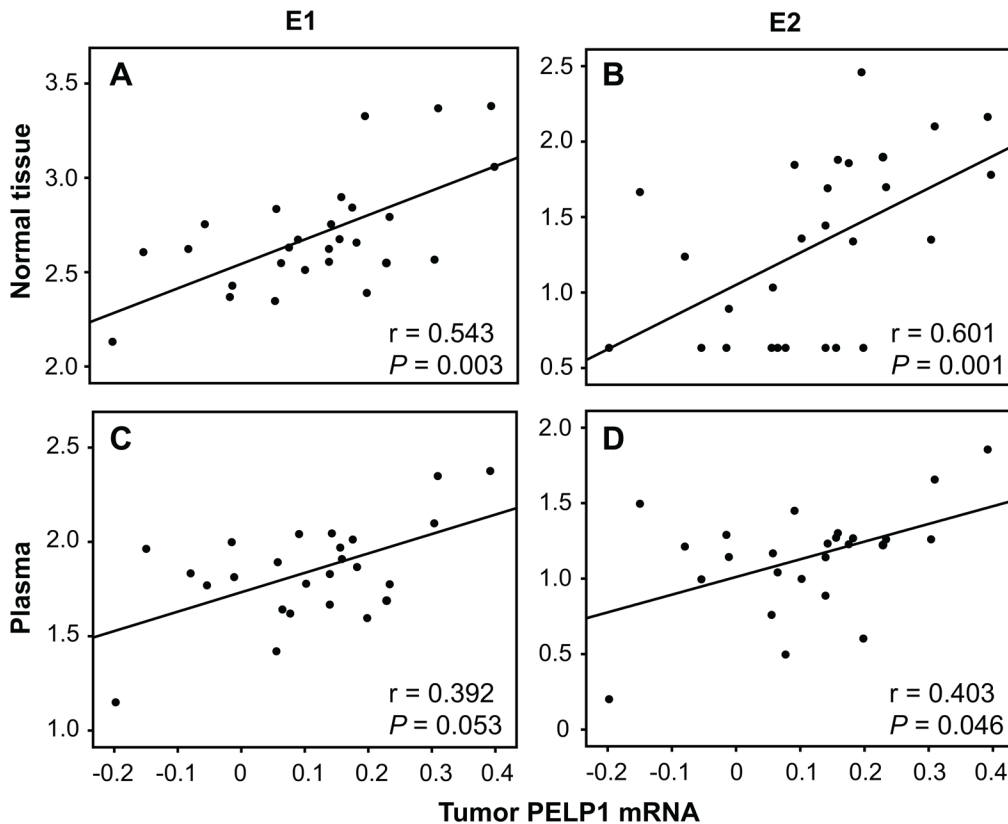 E1
E2
A
B
3.5
3.0
2.5
2.0
Normal tissue
r = 0.543
P = 0.003
2.5
2.0
1.5
1.0
0.5
r = 0.601
P = 0.001
C
D
2.5
2.0
1.5
1.0
Plasma
r = 0.392
P = 0.053
2.0
1.5
1.0
0.5
0
r = 0.403
P = 0.046
-0.2 -0.1 0 0.1 0.2 0.3 0.4
-0.2 -0.1 0 0.1 0.2 0.3 0.4
Tumor PELP1 mRNA